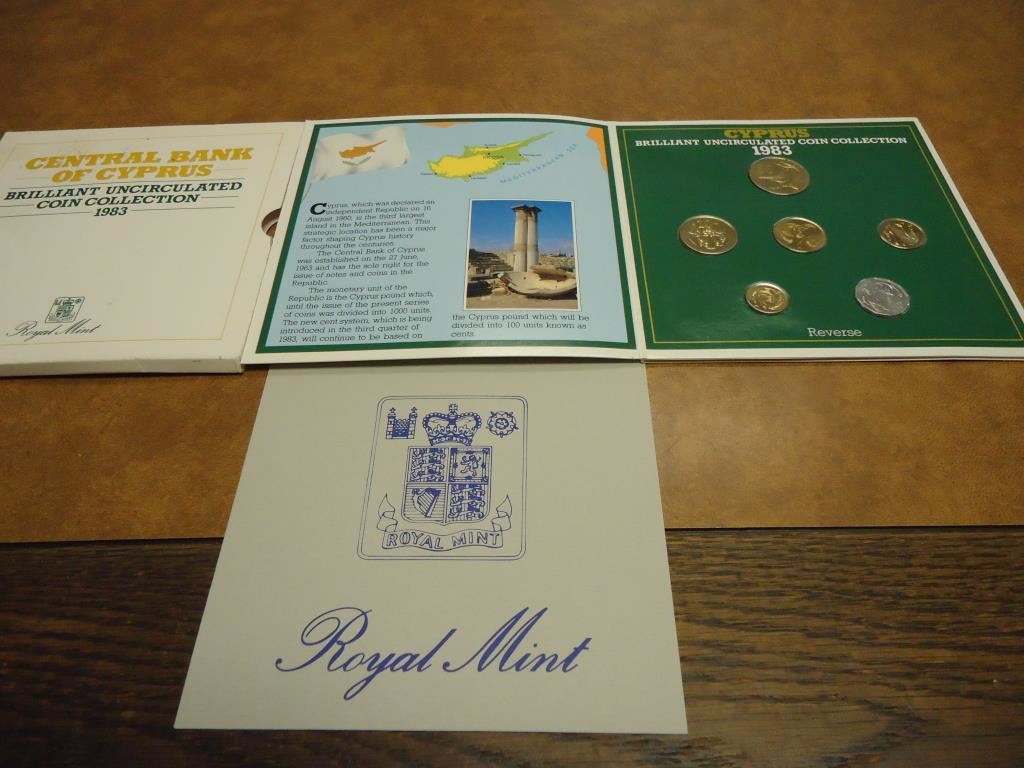 CENTRAL BANK
OF CYPRUS
BRILLIANT UNCIRCULATED
COIN COLLECTION
1983
Royal Mint
MEDITERRANEAN SEA
Cyprus, which was declared an
independent Republic on 16
August 1960, is the third largest
island in the Mediterranean. This
strategic location has been a major
factor shaping Cyprus history
throughout the centuries.
The Central Bank of Cyprus
was established on the 27 June,
1963 and has the sole right for the
issue of notes and coins in the
Republic.
The monetary unit of the
Republic is the Cyprus pound which,
until the issue of the present series
of coins was divided into 1000 units.
The new cent system, which is being
introduced in the third quarter of
1983, will continue to be based on
the Cyprus pound which will be
divided into 100 units known as
cents.
CYPRUS
BRILLIANT UNCIRCULATED COIN COLLECTION
1983
Reverse
ROYAL MINT
Royal Mint